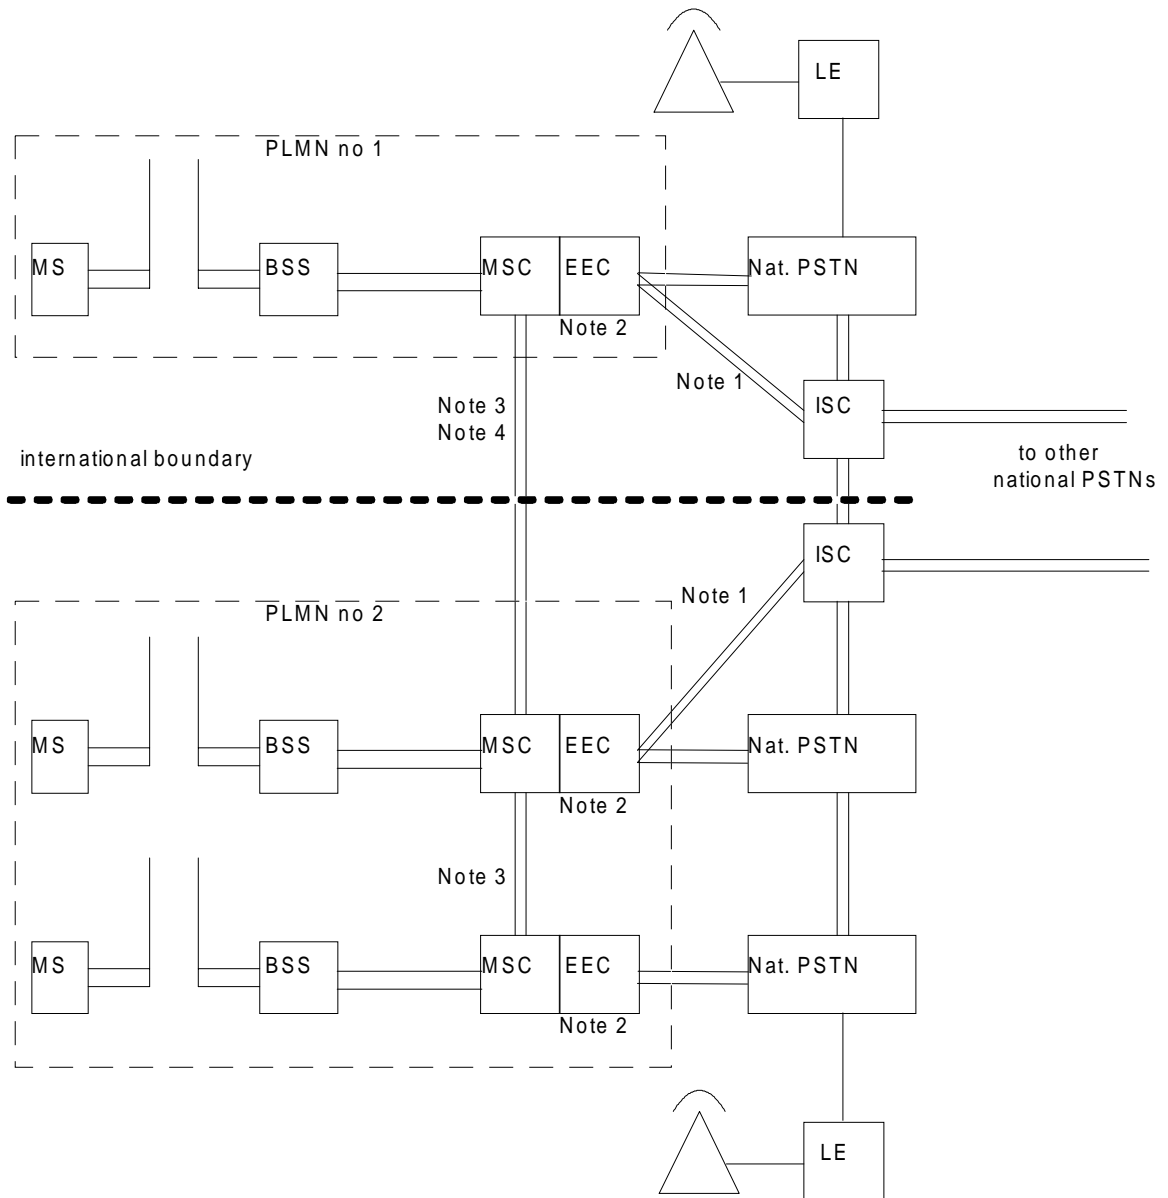 LE
PLMN no 1
MS
BSS
MSC
EEC
Nat. PSTN
Note 2
Note 1
ISC
Note 3
Note 4
international boundary
to other
national PSTNs
ISC
Note 1
PLMN no 2
MS
BSS
MSC
EEC
Nat. PSTN
Note 2
Note 3
MS
BSS
MSC
EEC
Nat. PSTN
Note 2
LE